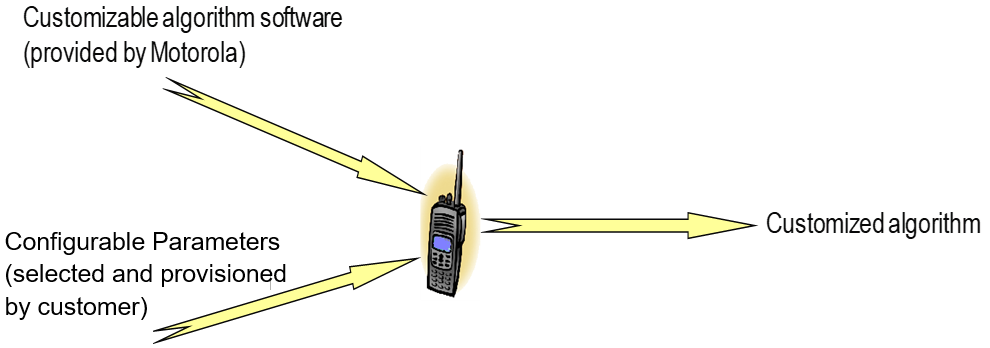 Customizable algorithm software
(provided by Motorola)
Configurable Parameters
(selected and provisioned
by customer)
Customized algorithm